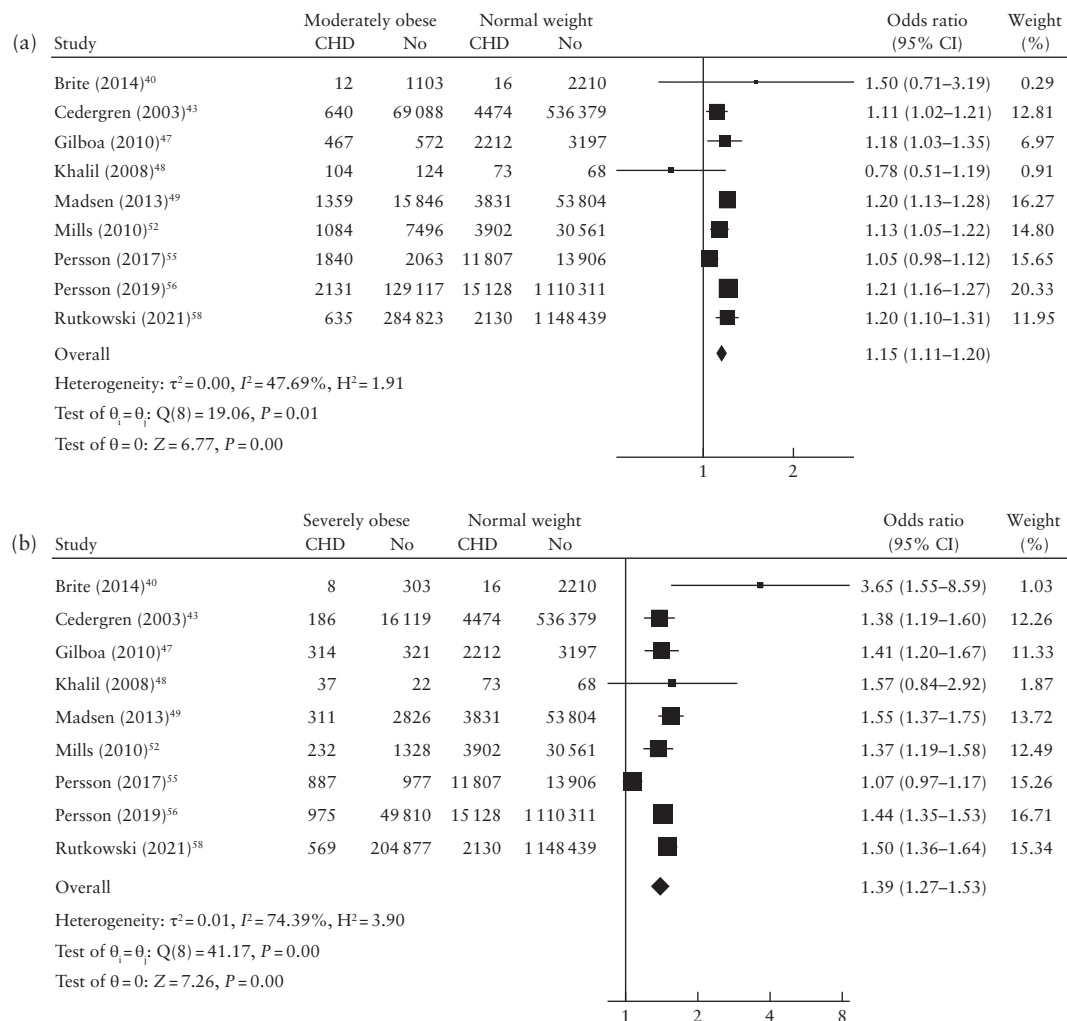 Moderately obese Normal weight Odds ratio Weight
(a) Study CHD No CHD No (95% CI) (%)
Brite (2014)⁴⁰ 12 1103 16 2210 1.50 (0.71–3.19) 0.29
Cedergren (2003)⁴³ 640 69 088 4474 536 379 1.11 (1.02–1.21) 12.81
Gilboa (2010)⁴⁷ 467 572 2212 3197 1.18 (1.03–1.35) 6.97
Khalil (2008)⁴⁸ 104 124 73 68 0.78 (0.51–1.19) 0.91
Madsen (2013)⁴⁹ 1359 15 846 3831 53 804 1.20 (1.13–1.28) 16.27
Mills (2010)⁵² 1084 7496 3902 30 561 1.13 (1.05–1.22) 14.80
Persson (2017)⁵⁵ 1840 2063 11 807 13 906 1.05 (0.98–1.12) 15.65
Persson (2019)⁵⁶ 2131 129 117 15 128 1 110 311 1.21 (1.16–1.27) 20.33
Rutkowski (2021)⁵⁸ 635 284 823 2130 1 148 439 1.20 (1.10–1.31) 11.95
Overall 1.15 (1.11–1.20)
Heterogeneity: τ² = 0.00, I² = 47.69%, H² = 1.91
Test of θᵢ = θⱼ: Q(8) = 19.06, P = 0.01
Test of θ = 0: Z = 6.77, P = 0.00
1 2
Severely obese Normal weight Odds ratio Weight
(b) Study CHD No CHD No (95% CI) (%)
Brite (2014)⁴⁰ 8 303 16 2210 3.65 (1.55–8.59) 1.03
Cedergren (2003)⁴³ 186 16 119 4474 536 379 1.38 (1.19–1.60) 12.26
Gilboa (2010)⁴⁷ 314 321 2212 3197 1.41 (1.20–1.67) 11.33
Khalil (2008)⁴⁸ 37 22 73 68 1.57 (0.84–2.92) 1.87
Madsen (2013)⁴⁹ 311 2826 3831 53 804 1.55 (1.37–1.75) 13.72
Mills (2010)⁵² 232 1328 3902 30 561 1.37 (1.19–1.58) 12.49
Persson (2017)⁵⁵ 887 977 11 807 13 906 1.07 (0.97–1.17) 15.26
Persson (2019)⁵⁶ 975 49 810 15 128 1 110 311 1.44 (1.35–1.53) 16.71
Rutkowski (2021)⁵⁸ 569 204 877 2130 1 148 439 1.50 (1.36–1.64) 15.34
Overall 1.39 (1.27–1.53)
Heterogeneity: τ² = 0.01, I² = 74.39%, H² = 3.90
Test of θᵢ = θⱼ: Q(8) = 41.17, P = 0.00
Test of θ = 0: Z = 7.26, P = 0.00
1 2 4 8